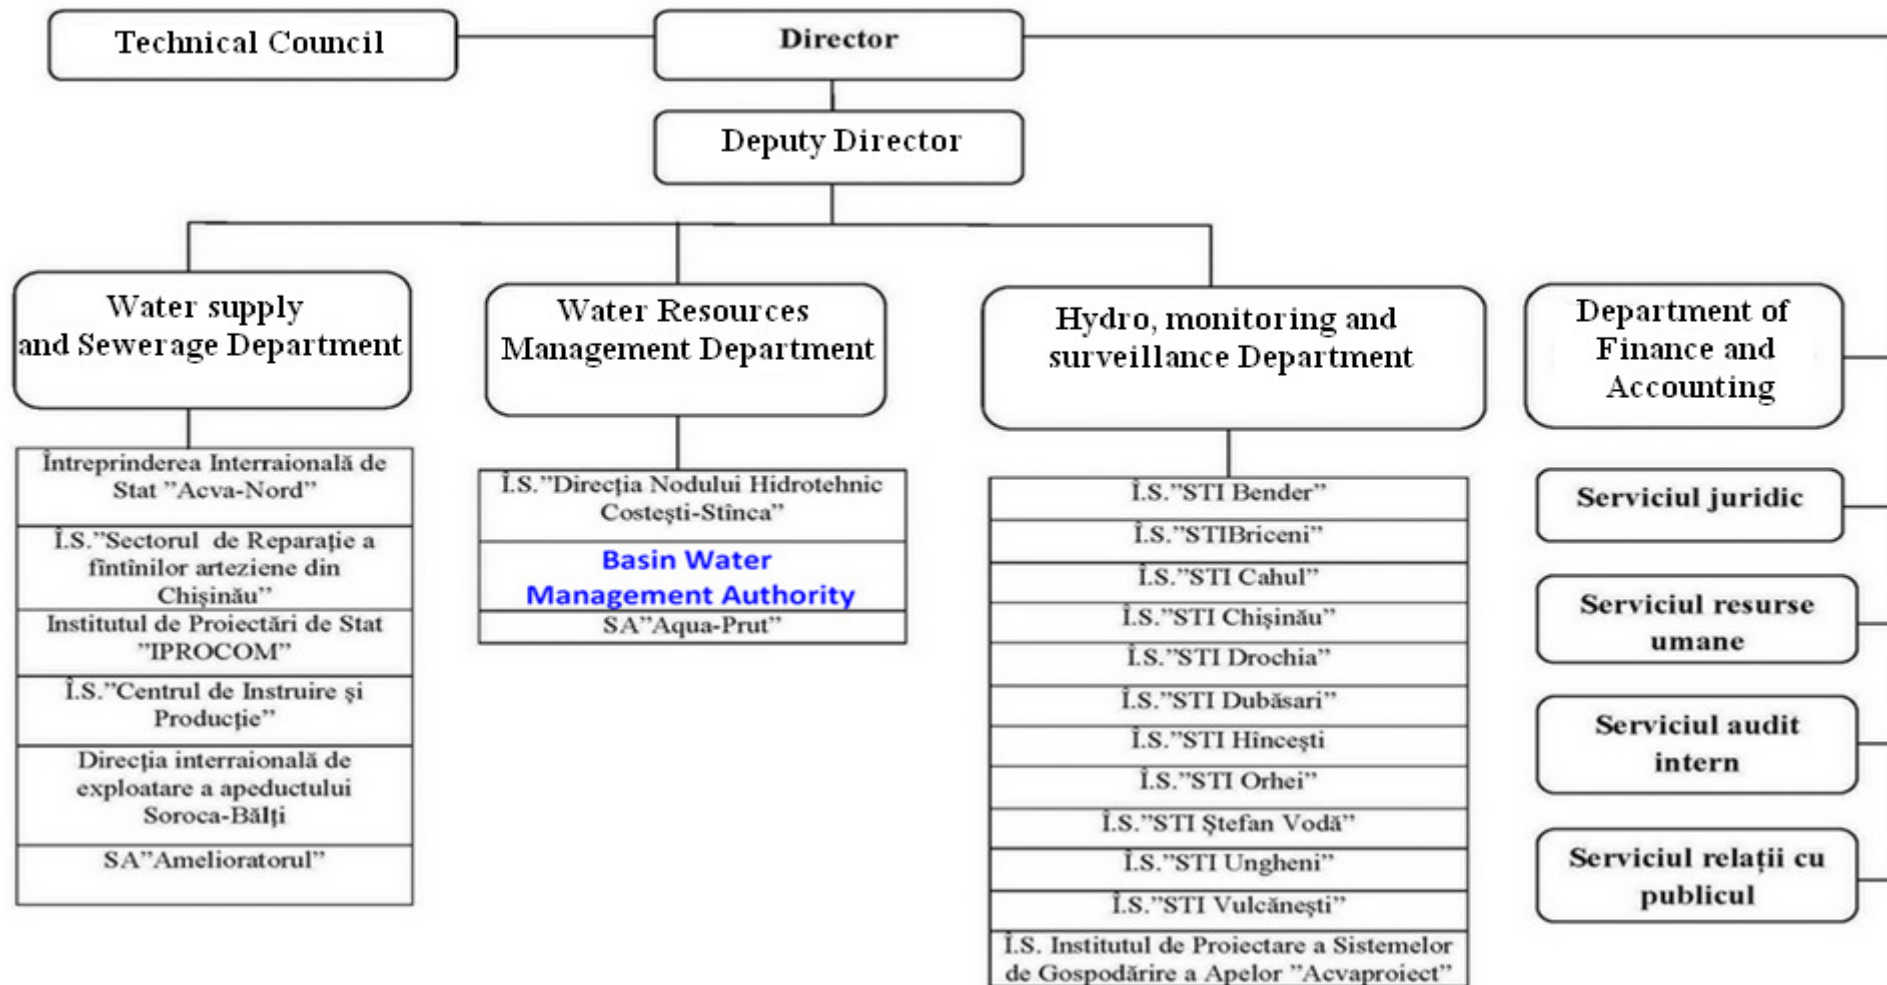 Technical Council
Director
Deputy Director
Water supply
and Sewerage Department
Water Resources
Management Department
Hydro, monitoring and
surveillance Department
Department of
Finance and
Accounting
Întreprinderea Interraională de
Stat ”Acva-Nord”
Î.S.”Sectorul de Reparaţie a
fîntînilor arteziene din
Chişinău”
Institutul de Proiectări de Stat
”IPROCOM”
Î.S.”Centrul de Instruire şi
Producţie”
Direcţia interraională de
exploatare a apeductului
Soroca-Bălţi
SA”Amelioratorul”
Î.S.”Direcţia Nodului Hidrotehnic
Costeşti-Stînca”
Basin Water
Management Authority
SA”Aqua-Prut”
Î.S.”STI Bender”
Î.S.”STIBriceni”
Î.S.”STI Cahul”
Î.S.”STI Chişinău”
Î.S.”STI Drochia”
Î.S.”STI Dubăsari”
Î.S.”STI Hînceşti
Î.S.”STI Orhei”
Î.S.”STI Ştefan Vodă”
Î.S.”STI Ungheni”
Î.S.”STI Vulcăneşti”
Î.S. Institutul de Proiectare a Sistemelor
de Gospodărire a Apelor ”Acvaproiect”
Serviciul juridic
Serviciul resurse
umane
Serviciul audit
intern
Serviciul relaţii cu
publicul